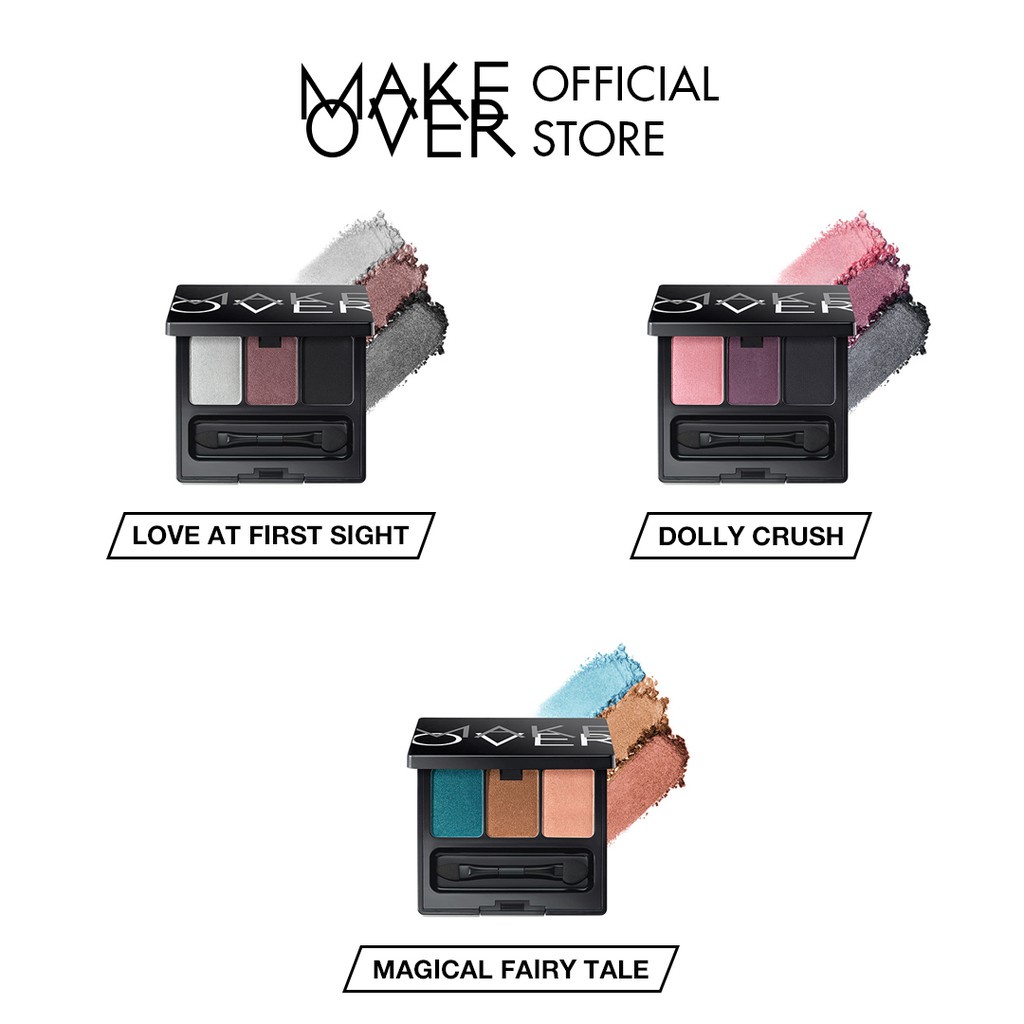 MAKE OVER OFFICIAL STORE
MAKE OVER
MAKE OVER
LOVE AT FIRST SIGHT
DOLLY CRUSH
MAKE OVER
MAGICAL FAIRY TALE